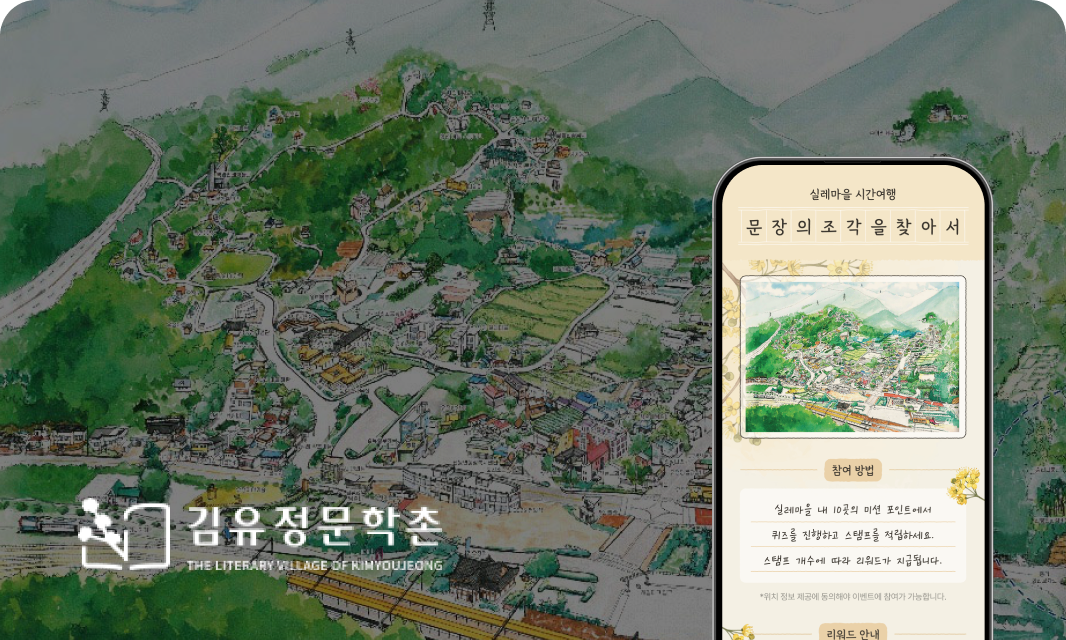 실레마을 시간여행
문장의조각을찾아서
참여 방법
실레마을 내 10곳의 미션 포인트에서
퀴즈를 진행하고 스탬프를 적립하세요.
스탬프 개수에 따라 리워드가 지급됩니다.
*위치 정보 제공에 동의해야 이벤트에 참여가 가능합니다.
리워드 안내
김유정문학촌
THE LITERARY VILLAGE OF KIMYOUJEONG